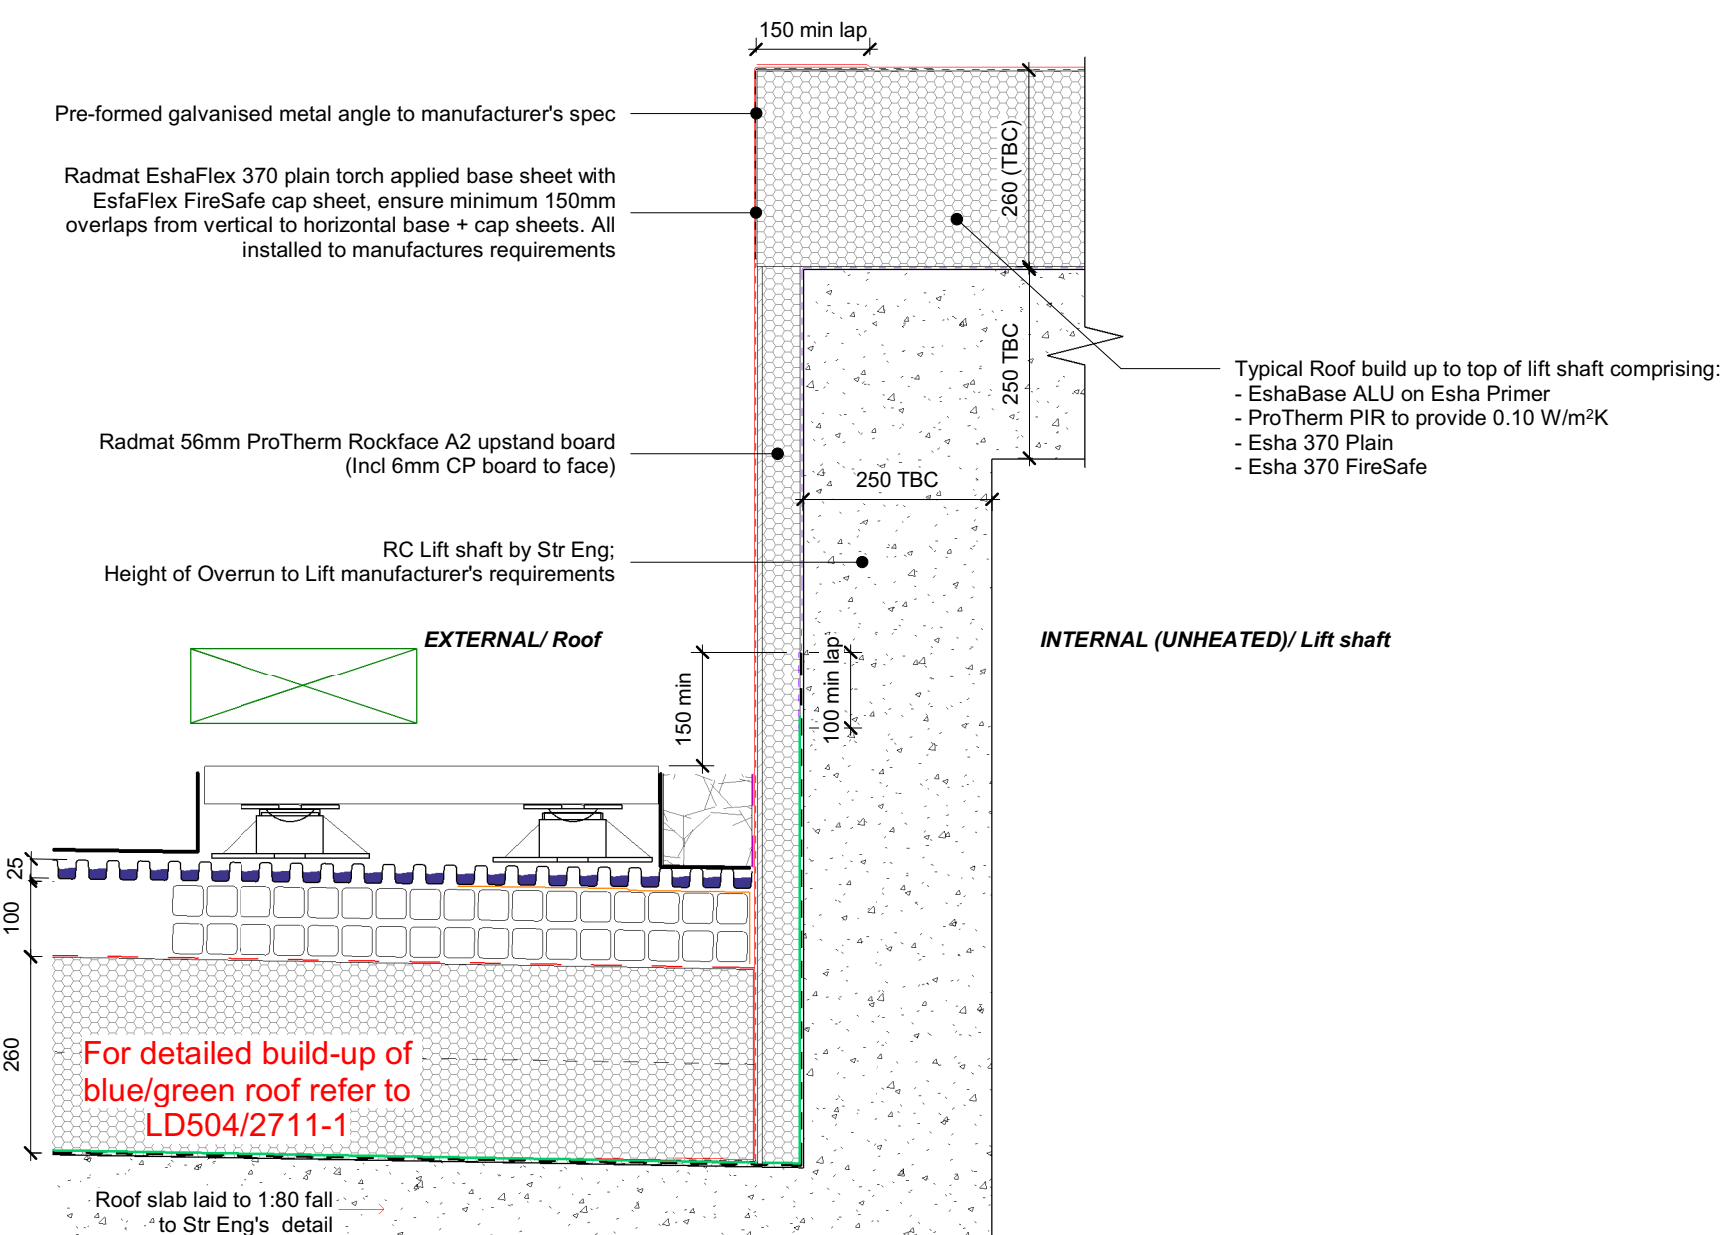 150 min lap
Pre-formed galvanised metal angle to manufacturer's spec
Radmat EshaFlex 370 plain torch applied base sheet with
EsfaFlex FireSafe cap sheet, ensure minimum 150mm
overlaps from vertical to horizontal base + cap sheets. All
installed to manufactures requirements
260 (TBC)
250 TBC
Typical Roof build up to top of lift shaft comprising:
- EshaBase ALU on Esha Primer
- ProTherm PIR to provide 0.10 W/m²K
- Esha 370 Plain
- Esha 370 FireSafe
Radmat 56mm ProTherm Rockface A2 upstand board
(Incl 6mm CP board to face)
250 TBC
RC Lift shaft by Str Eng;
Height of Overrun to Lift manufacturer's requirements
EXTERNAL/ Roof
INTERNAL (UNHEATED)/ Lift shaft
150 min
100 min lap
25
100
260
For detailed build-up of
blue/green roof refer to
LD504/2711-1
Roof slab laid to 1:80 fall
to Str Eng's detail